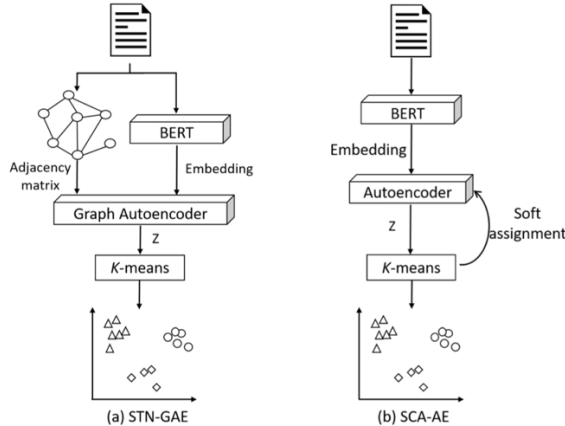 BERT
Adjacency
matrix
Embedding
Graph Autoencoder
Z
K-means
(a) STN-GAE
BERT
Embedding
Autoencoder
Z
Soft
assignment
K-means
(b) SCA-AE